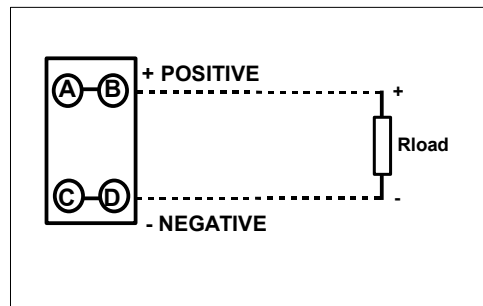 + POSITIVE
A B
+
Rload
C D
-
- NEGATIVE